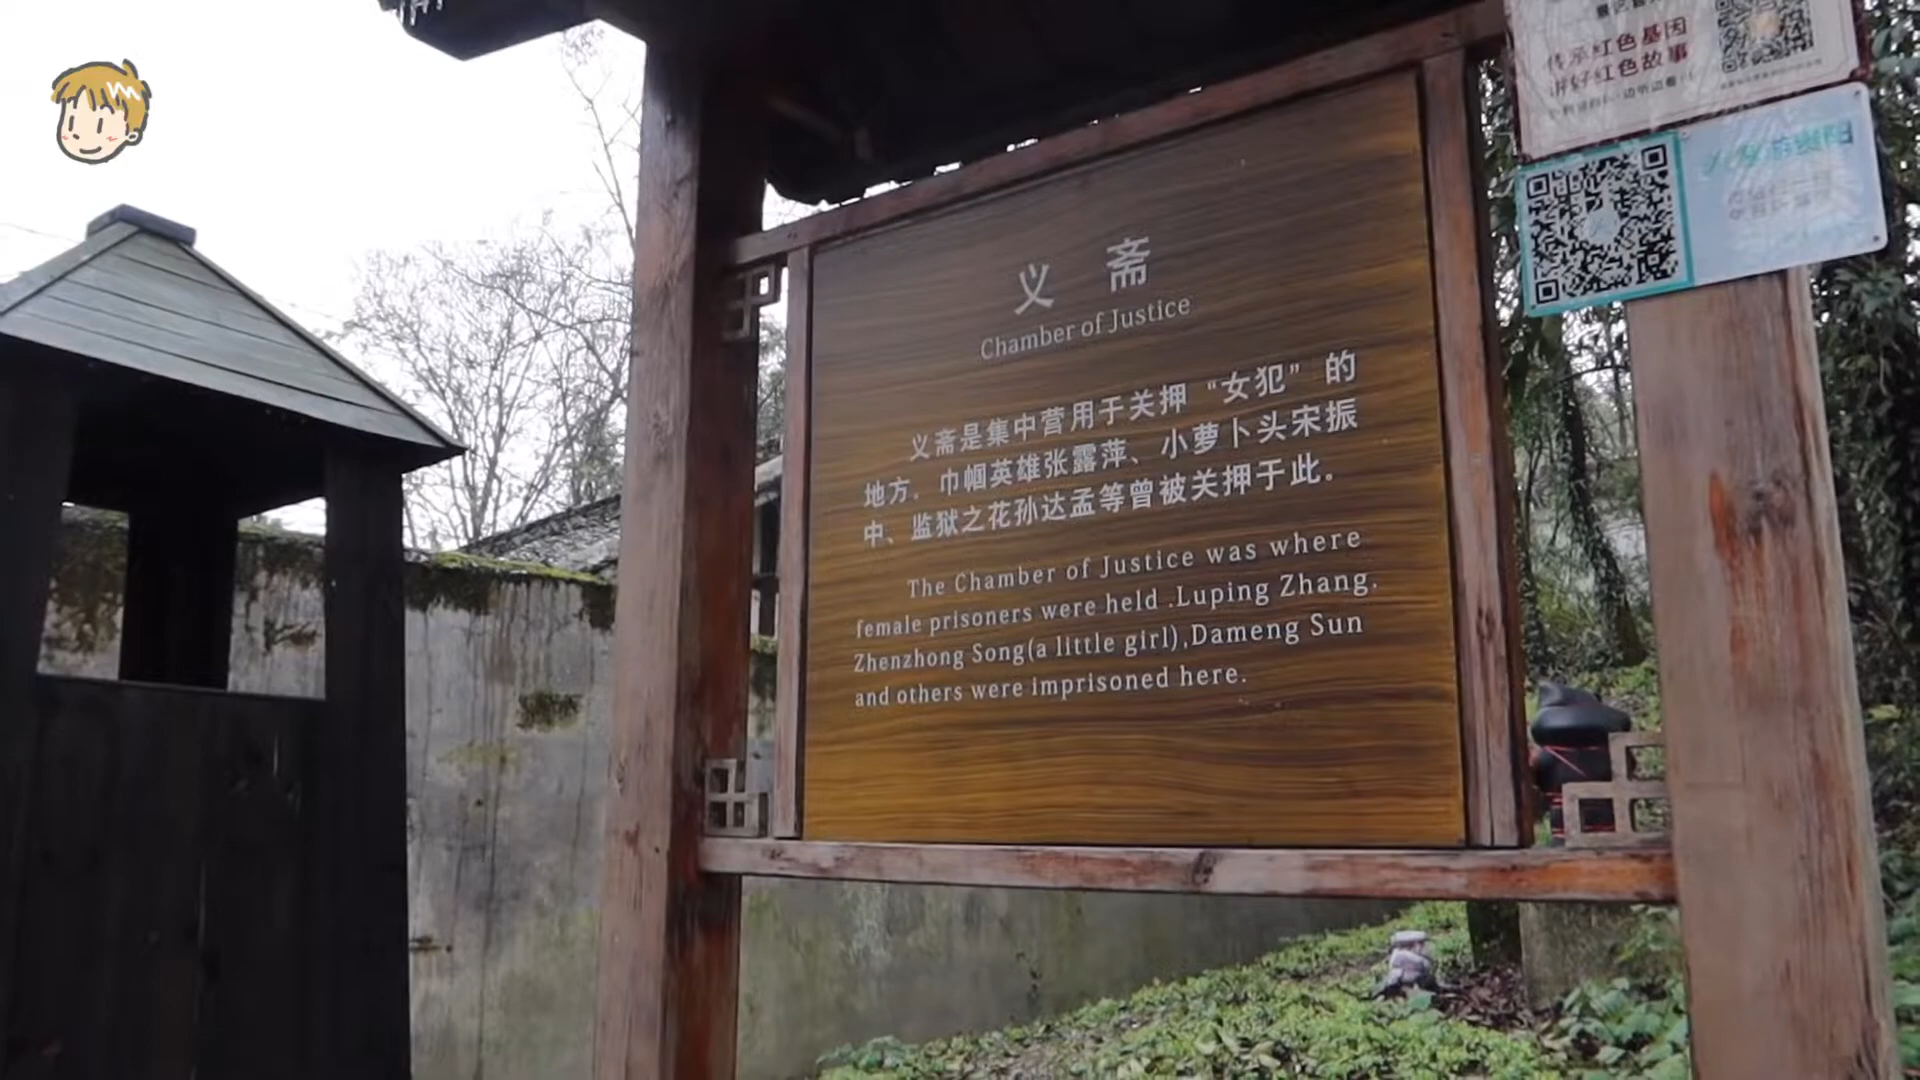 义斋
Chamber of Justice
义斋是集中营用于关押“女犯”的
地方，巾帼英雄张露萍、小萝卜头宋振
中、监狱之花孙达孟等曾被关押于此。
The Chamber of Justice was where
female prisoners were held .Luping Zhang,
Zhenzhong Song(a little girl),Dameng Sun
and others were imprisoned here.
传承红色基因
讲好红色故事